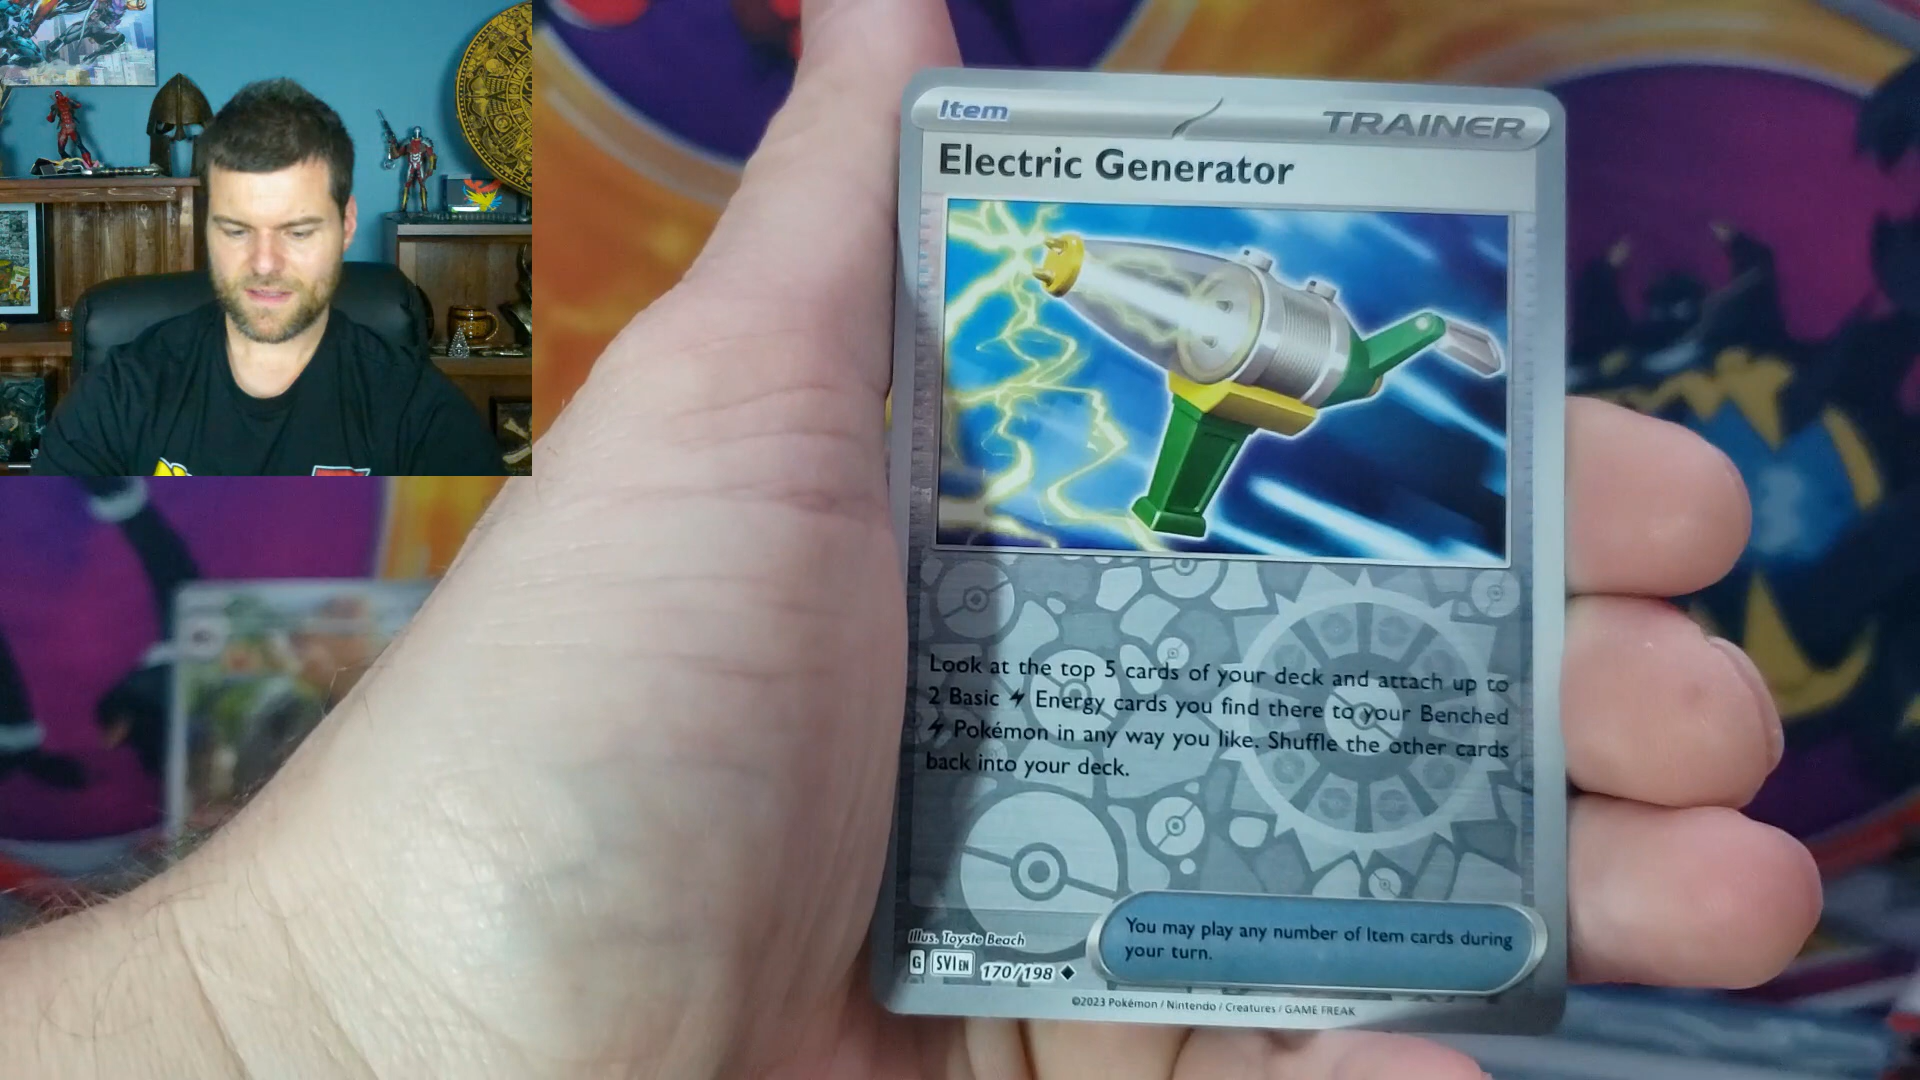 Item
TRAINER
Electric Generator
Look at the top 5 cards of your deck and attach up to
2 Basic Energy cards you find there to your Benched
Pokémon in any way you like. Shuffle the other cards
back into your deck.
You may play any number of Item cards during
your turn.
Illus. Toyste Beach
G SVI EN 170/198
©2023 Pokémon / Nintendo / Creatures / GAME FREAK